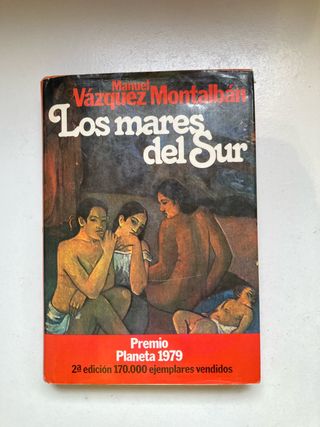 Manuel
Vázquez Montalbán
Los mares
del Sur
Premio
Planeta 1979
2ª edición 170.000 ejemplares vendidos